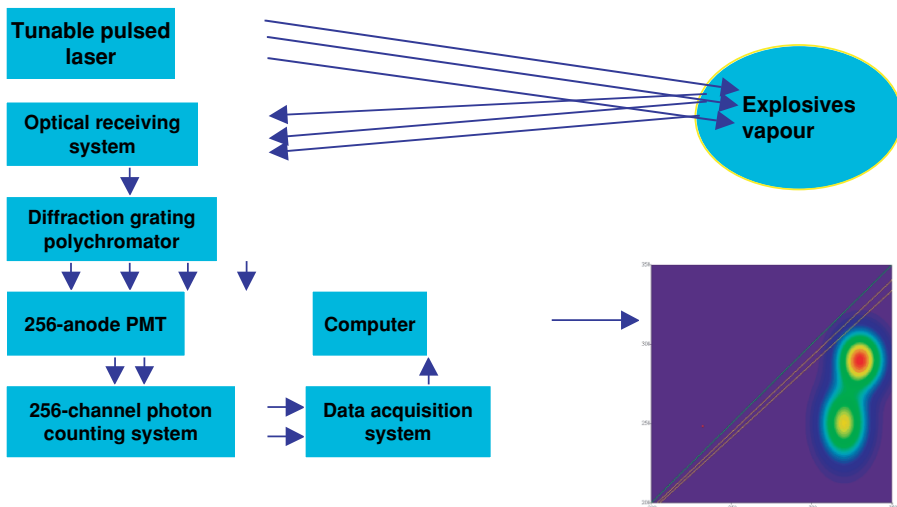 Tunable pulsed
laser
Explosives
vapour
Optical receiving
system
Diffraction grating
polychromator
256-anode PMT
Computer
256-channel photon
counting system
Data acquisition
system